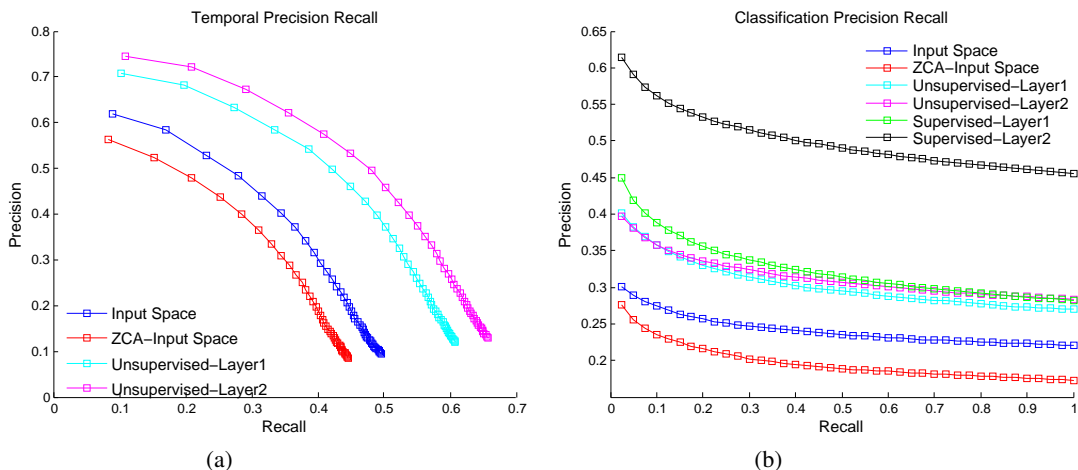 Temporal Precision Recall
0.8
0.7
0.6
0.5
0.4
0.3
0.2
0.1
0
Precision
Input Space
ZCA-Input Space
Unsupervised-Layer1
Unsupervised-Layer2
0 0.1 0.2 0.3 0.4 0.5 0.6 0.7
Recall
(a)
Classification Precision Recall
0.65
0.6
0.55
0.5
0.45
0.4
0.35
0.3
0.25
0.2
Precision
Input Space
ZCA-Input Space
Unsupervised-Layer1
Unsupervised-Layer2
Supervised-Layer1
Supervised-Layer2
0 0.1 0.2 0.3 0.4 0.5 0.6 0.7 0.8 0.9 1
Recall
(b)